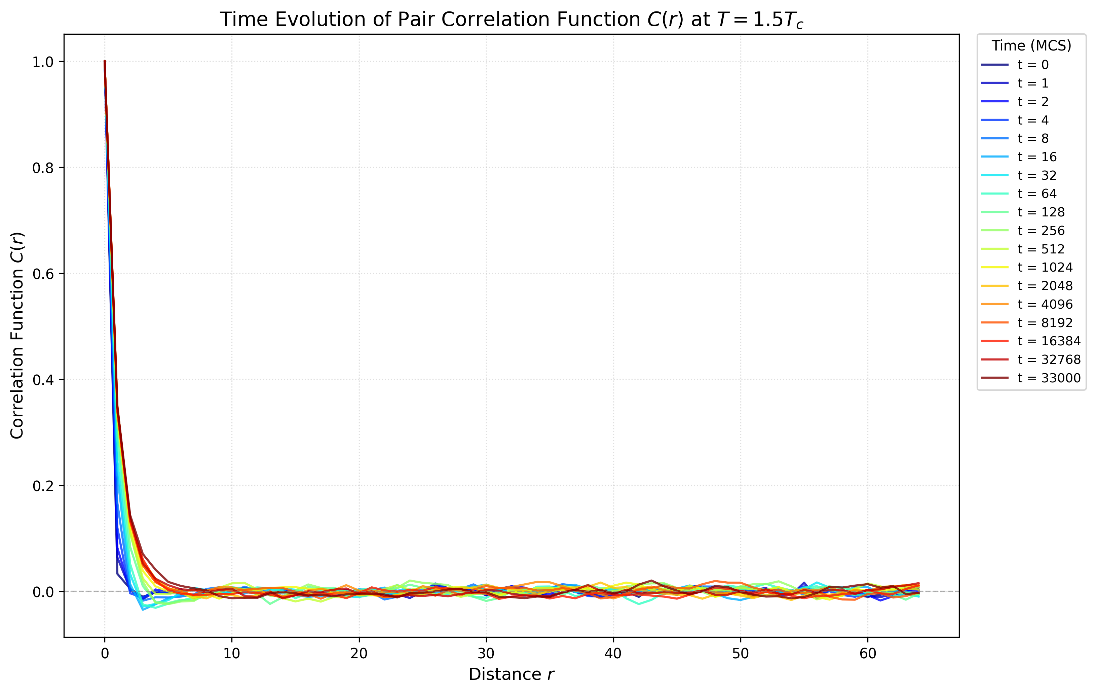 Time Evolution of Pair Correlation Function C(r) at T = 1.5T_c
Correlation Function C(r)
1.0
0.8
0.6
0.4
0.2
0.0
0 10 20 30 40 50 60
Distance r
Time (MCS)
t = 0
t = 1
t = 2
t = 4
t = 8
t = 16
t = 32
t = 64
t = 128
t = 256
t = 512
t = 1024
t = 2048
t = 4096
t = 8192
t = 16384
t = 32768
t = 33000